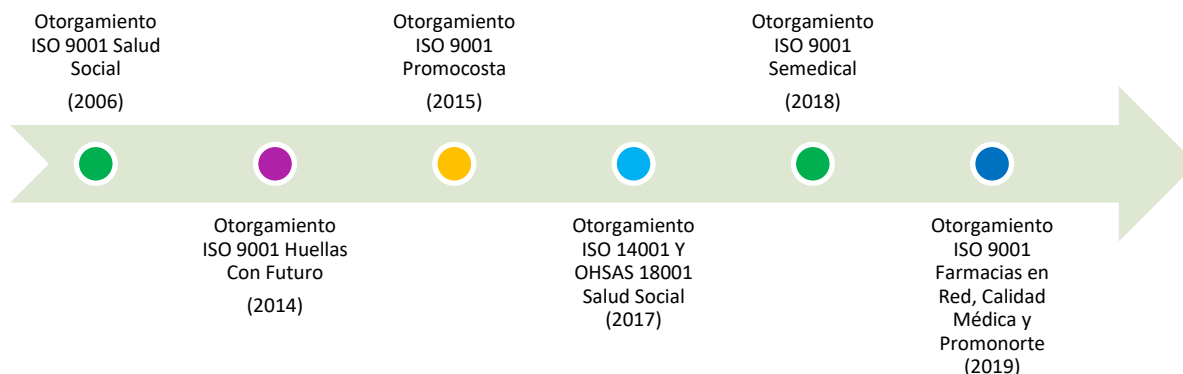 Otorgamiento
ISO 9001 Salud
Social
(2006)
Otorgamiento
ISO 9001 Huellas
Con Futuro
(2014)
Otorgamiento
ISO 9001
Promocosta
(2015)
Otorgamiento
ISO 14001 Y
OHSAS 18001
Salud Social
(2017)
Otorgamiento
ISO 9001
Semedical
(2018)
Otorgamiento
ISO 9001
Farmacias en
Red, Calidad
Médica y
Promonorte
(2019)